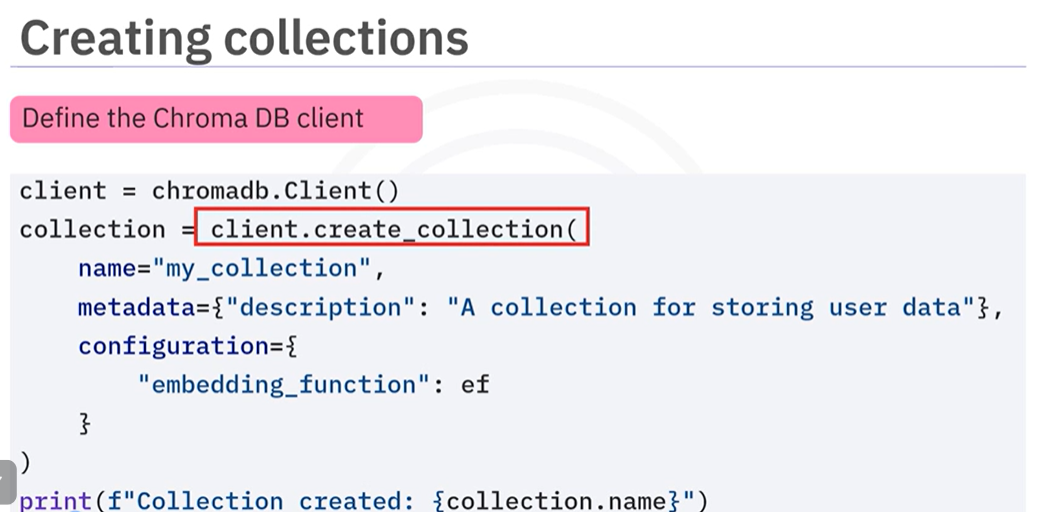 Creating collections
Define the Chroma DB client
client = chromadb.Client()
collection = client.create_collection(
    name="my_collection",
    metadata={"description": "A collection for storing user data"},
    configuration={
        "embedding_function": ef
    }
)
print(f"Collection created: {collection.name}")